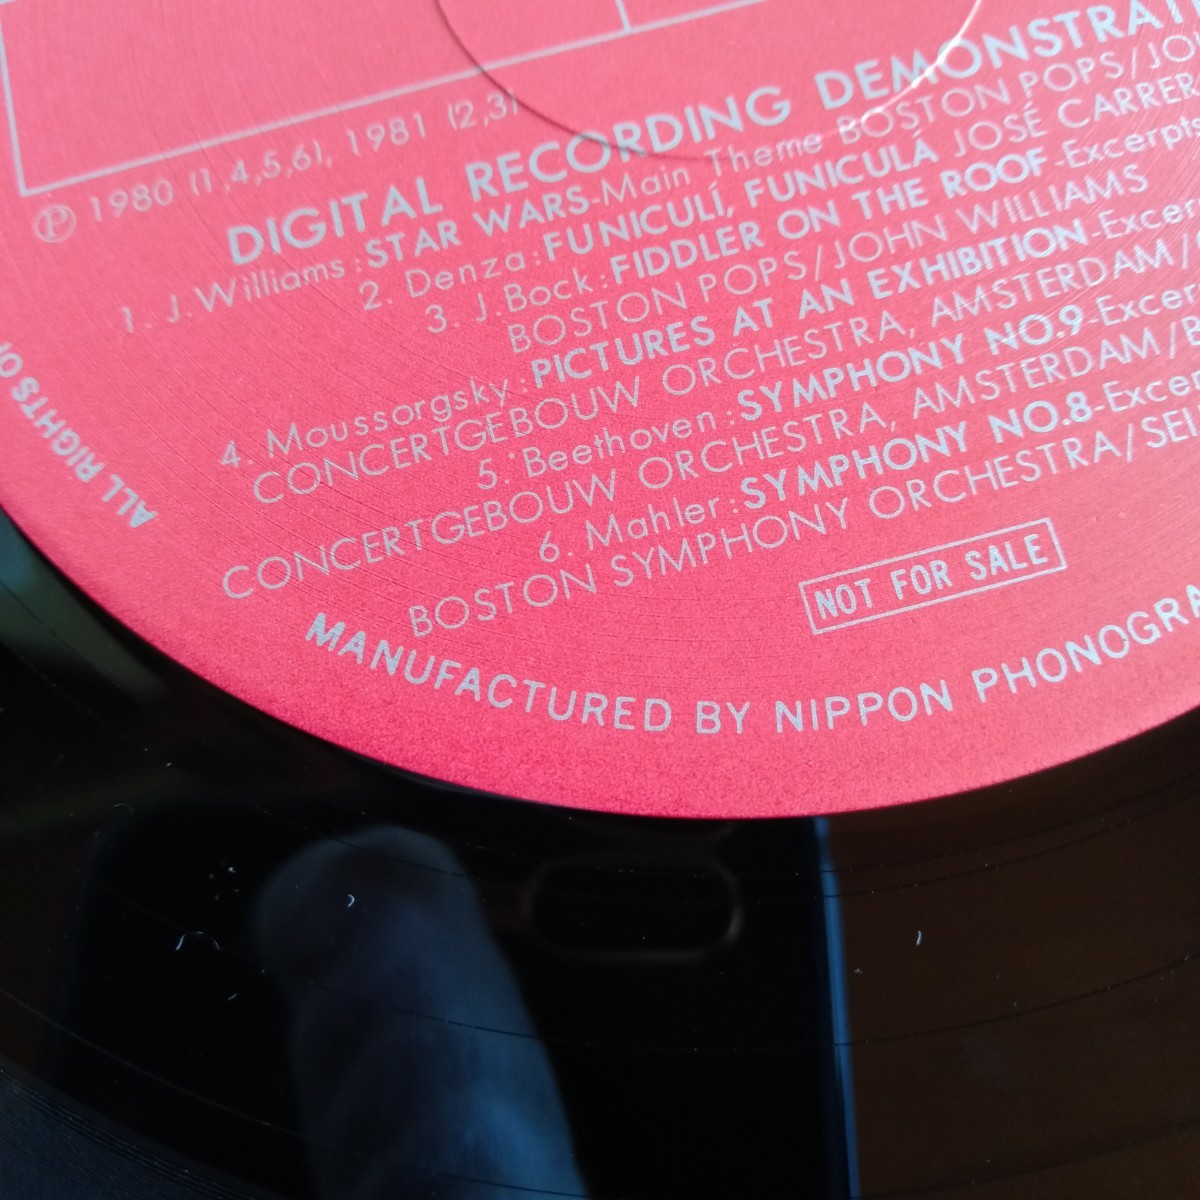 ℗ 1980 (1,4,5,6), 1981 (2,3)
DIGITAL RECORDING DEMONSTRATI
1. J.Williams:STAR WARS-Main Theme BOSTON POPS/JO
2. Denza:FUNICULÍ, FUNICULÁ JOSÉ CARRER
3. J.Bock:FIDDLER ON THE ROOF-Excerpt
BOSTON POPS/JOHN WILLIAMS
4. Moussorgsky:PICTURES AT AN EXHIBITION-Excer
CONCERTGEBOUW ORCHESTRA, AMSTERDAM/
5. Beethoven:SYMPHONY NO.9-Excer
CONCERTGEBOUW ORCHESTRA, AMSTERDAM/
6. Mahler:SYMPHONY NO.8-Excer
BOSTON SYMPHONY ORCHESTRA/SEI
NOT FOR SALE
MANUFACTURED BY NIPPON PHONOGRA
ALL RIGHTS OF